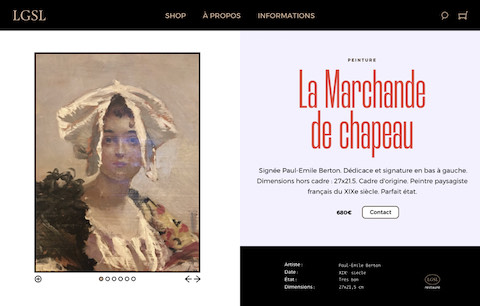 LGSL
SHOP
À PROPOS
INFORMATIONS
PEINTURE
La Marchande
de chapeau
Signée Paul-Emile Berton. Dédicace et signature en bas à gauche.
Dimensions hors cadre : 27x21.5. Cadre d'origine. Peintre paysagiste
français du XIXe siècle. Parfait état.
680€
Contact
Artiste : Paul-Emile Berton
Date : XIXe siècle
État : Tres bon
Dimensions : 27x21,5 cm
LGSL
restaure